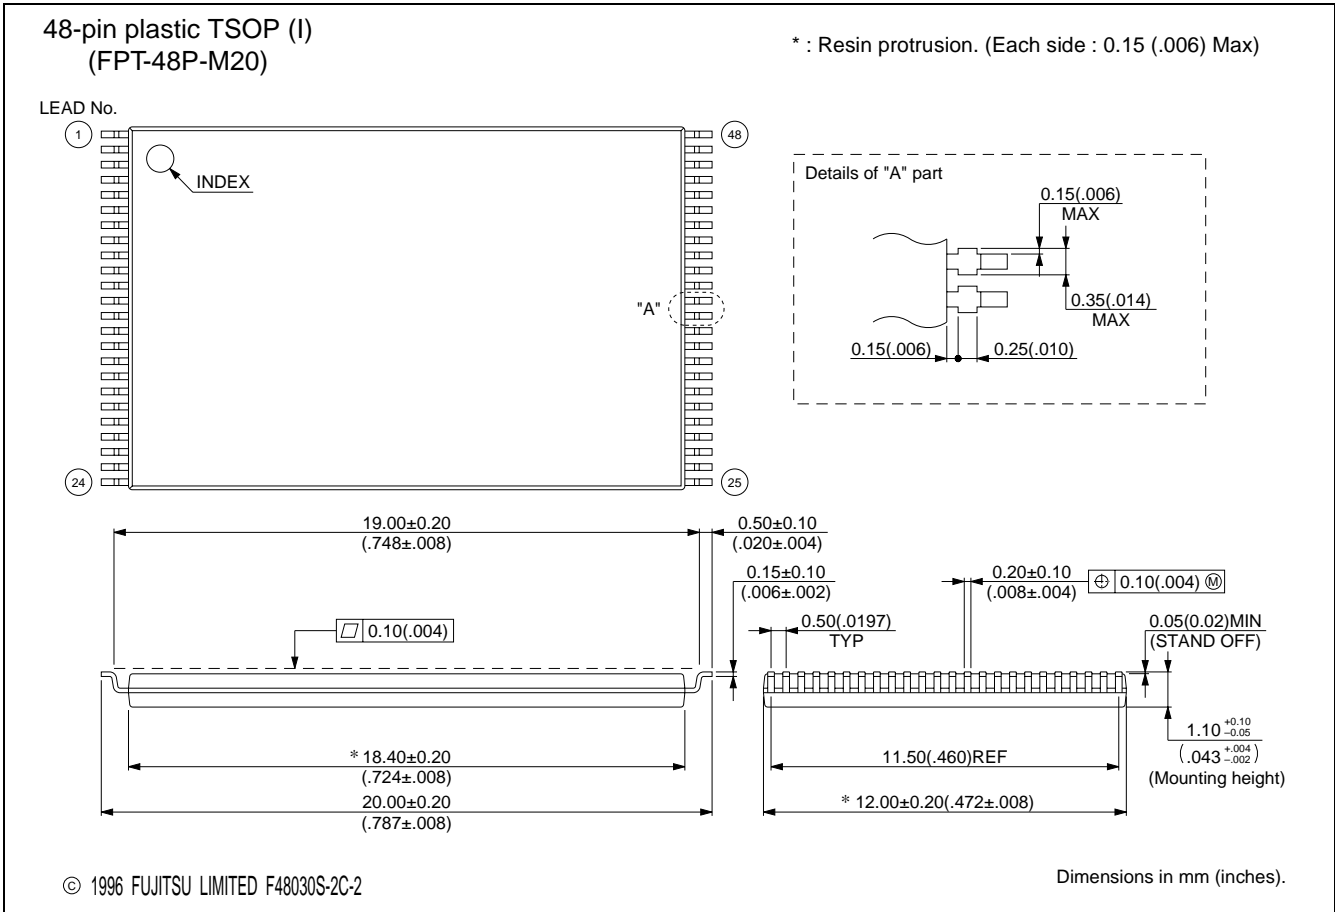 48-pin plastic TSOP (I)
(FPT-48P-M20)
* : Resin protrusion. (Each side : 0.15 (.006) Max)
LEAD No.
1
48
INDEX
"A"
24
25
Details of "A" part
0.15(.006)
MAX
0.35(.014)
MAX
0.15(.006)
0.25(.010)
19.00±0.20
(.748±.008)
0.50±0.10
(.020±.004)
0.15±0.10
(.006±.002)
0.10(.004)
* 18.40±0.20
(.724±.008)
20.00±0.20
(.787±.008)
0.20±0.10
(.008±.004)
⌖ 0.10(.004) Ⓜ
0.50(.0197)
TYP
0.05(0.02)MIN
(STAND OFF)
11.50(.460)REF
* 12.00±0.20(.472±.008)
1.10 +0.10 −0.05
(.043 +.004 −.002)
(Mounting height)
© 1996 FUJITSU LIMITED F48030S-2C-2
Dimensions in mm (inches).